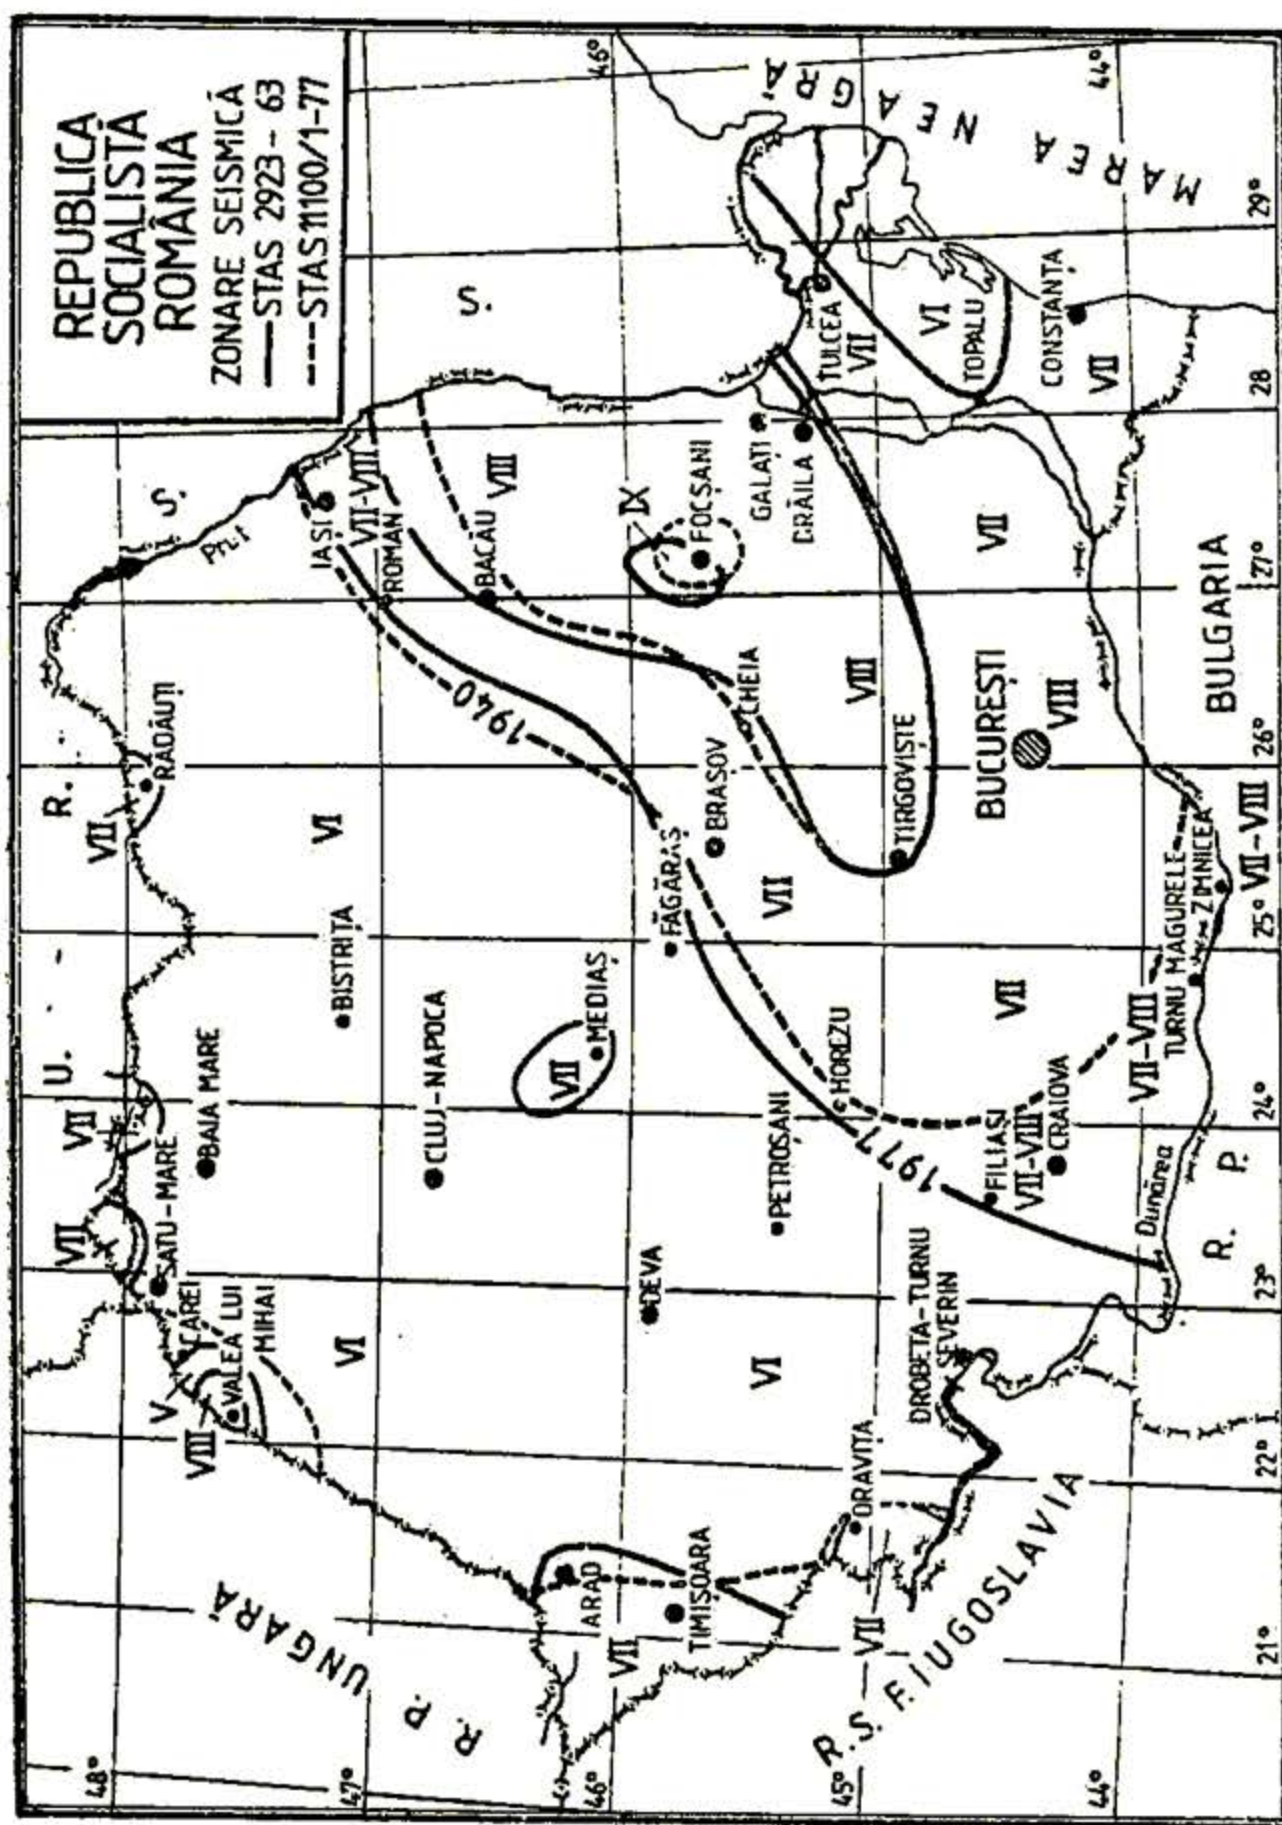 REPUBLICA
SOCIALISTĂ
ROMÂNIA
ZONARE SEISMICĂ
STAS 2923-63
STAS 11100/1-77
48°
47°
46°
45°
44°
46°
44°
21°
22°
23°
24°
25°
26°
27°
28
29°
R.P. UNGARĂ
R.S.F. IUGOSLAVIA
R. P.
BULGARIA
U. R. S. S.
MAREA NEAGRĂ
Prut
Dunărea
VII
VII
VII
V
VIII
SATU-MARE
CAREI
VALEA LUI
MIHAI
BAIA MARE
RĂDĂUȚI
BISTRIȚA
VI
VI
CLUJ-NAPOCA
VII
MEDIAȘ
IAȘI
VII-VIII
ROMAN
BACĂU
VIII
1940
IX
FOCȘANI
GALAȚI
BRĂILA
TULCEA
VII
VI
TOPALU
CONSTANȚA
VII
VII
CHEIA
BRAȘOV
FĂGĂRAȘ
VII
VIII
TIRGOVIȘTE
BUCUREȘTI
VIII
DEVA
PETROȘANI
HOREZU
VI
1977
VII
FILIAȘI
VII-VIII
CRAIOVA
VII-VIII
TURNU MAGURELE
ZIMNICEA
VII-VIII
DROBETA-TURNU
SEVERIN
ORAVIȚA
ARAD
VII
TIMIȘOARA
VII